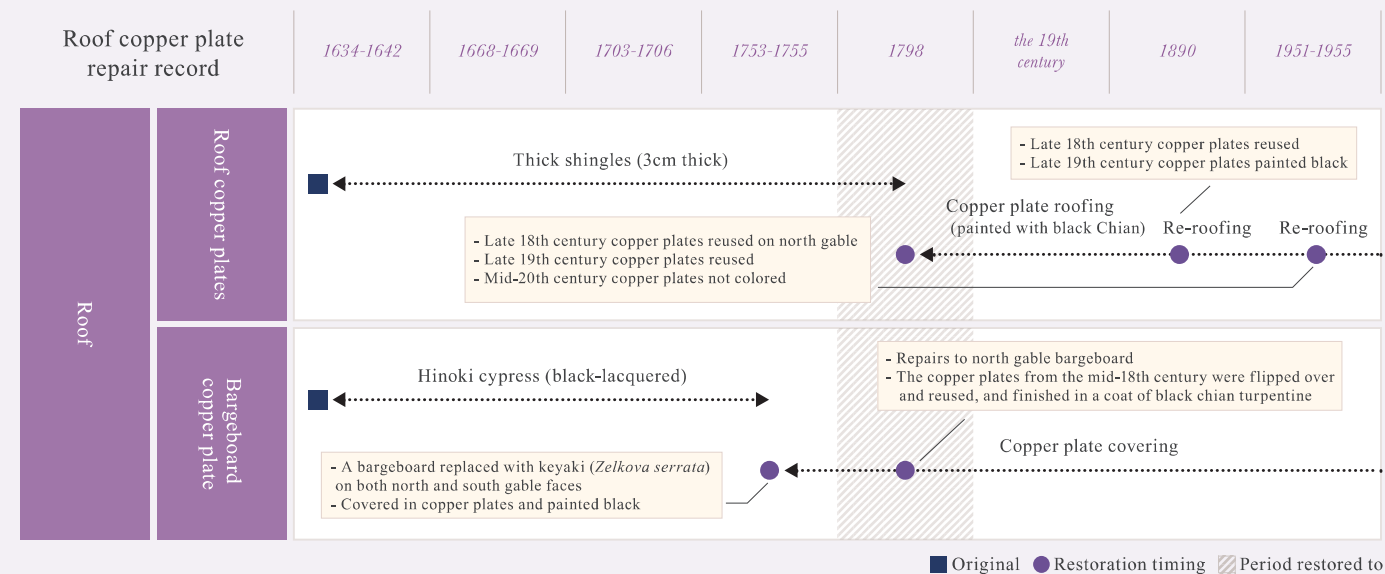 Roof copper plate
repair record
1634-1642
1668-1669
1703-1706
1753-1755
1798
the 19th
century
1890
1951-1955
Roof
Roof copper plates
Thick shingles (3cm thick)
- Late 18th century copper plates reused
- Late 19th century copper plates painted black
Copper plate roofing
(painted with black Chian)
Re-roofing
Re-roofing
- Late 18th century copper plates reused on north gable
- Late 19th century copper plates reused
- Mid-20th century copper plates not colored
Bargeboard
copper plate
Hinoki cypress (black-lacquered)
- Repairs to north gable bargeboard
- The copper plates from the mid-18th century were flipped over
and reused, and finished in a coat of black chian turpentine
Copper plate covering
- A bargeboard replaced with keyaki (Zelkova serrata)
on both north and south gable faces
- Covered in copper plates and painted black
Original
Restoration timing
Period restored to